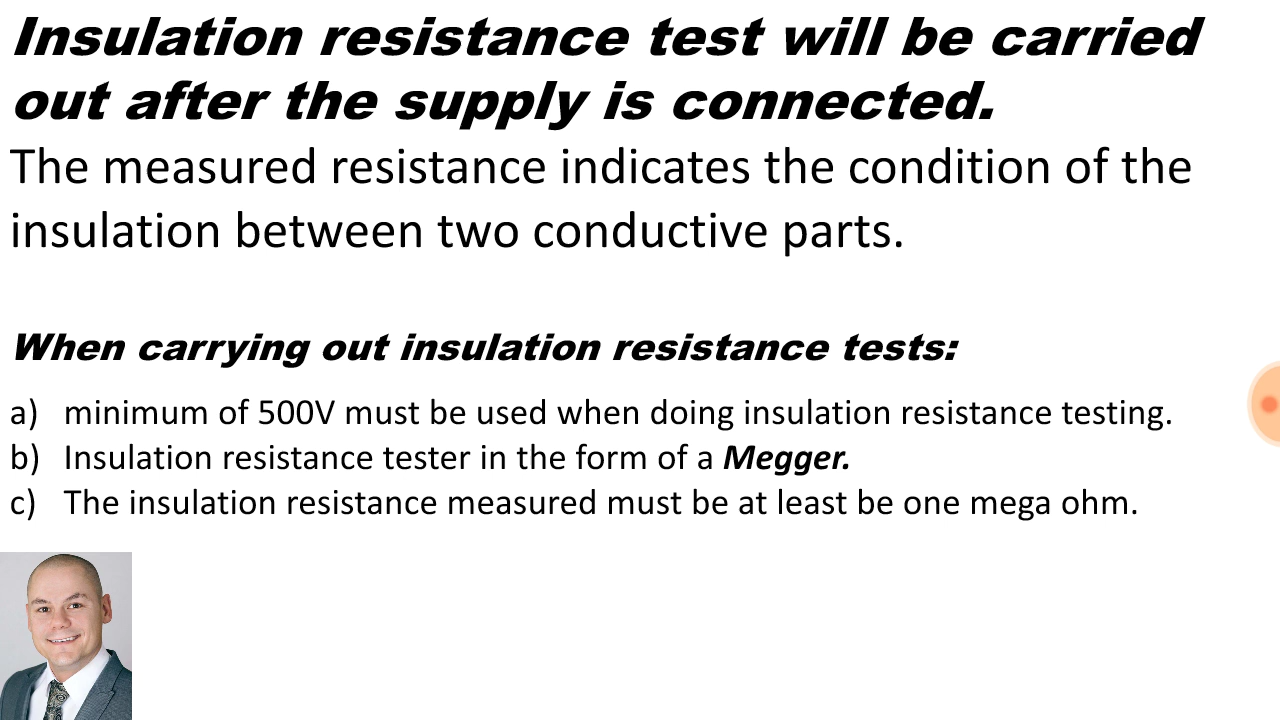 Insulation resistance test will be carried
out after the supply is connected.
The measured resistance indicates the condition of the
insulation between two conductive parts.
When carrying out insulation resistance tests:
a) minimum of 500V must be used when doing insulation resistance testing.
b) Insulation resistance tester in the form of a Megger.
c) The insulation resistance measured must be at least be one mega ohm.